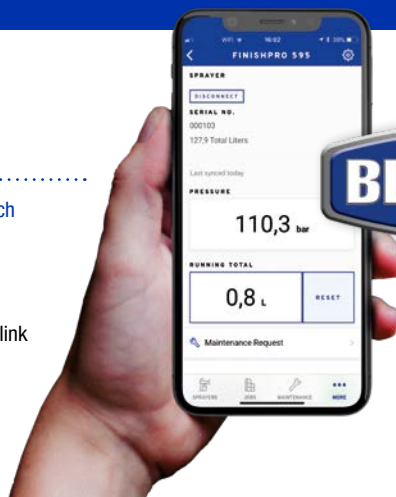 WIFI 16:02
FINISHPRO 595
SPRAYER
DISCONNECT
SERIAL NO.
000103
127,9 Total Liters
Last synced today
ch
PRESSURE
110,3 bar
RUNNING TOTAL
0,8 L
RESET
link
Maintenance Request
SPRAYERS JOBS MAINTENANCE MORE